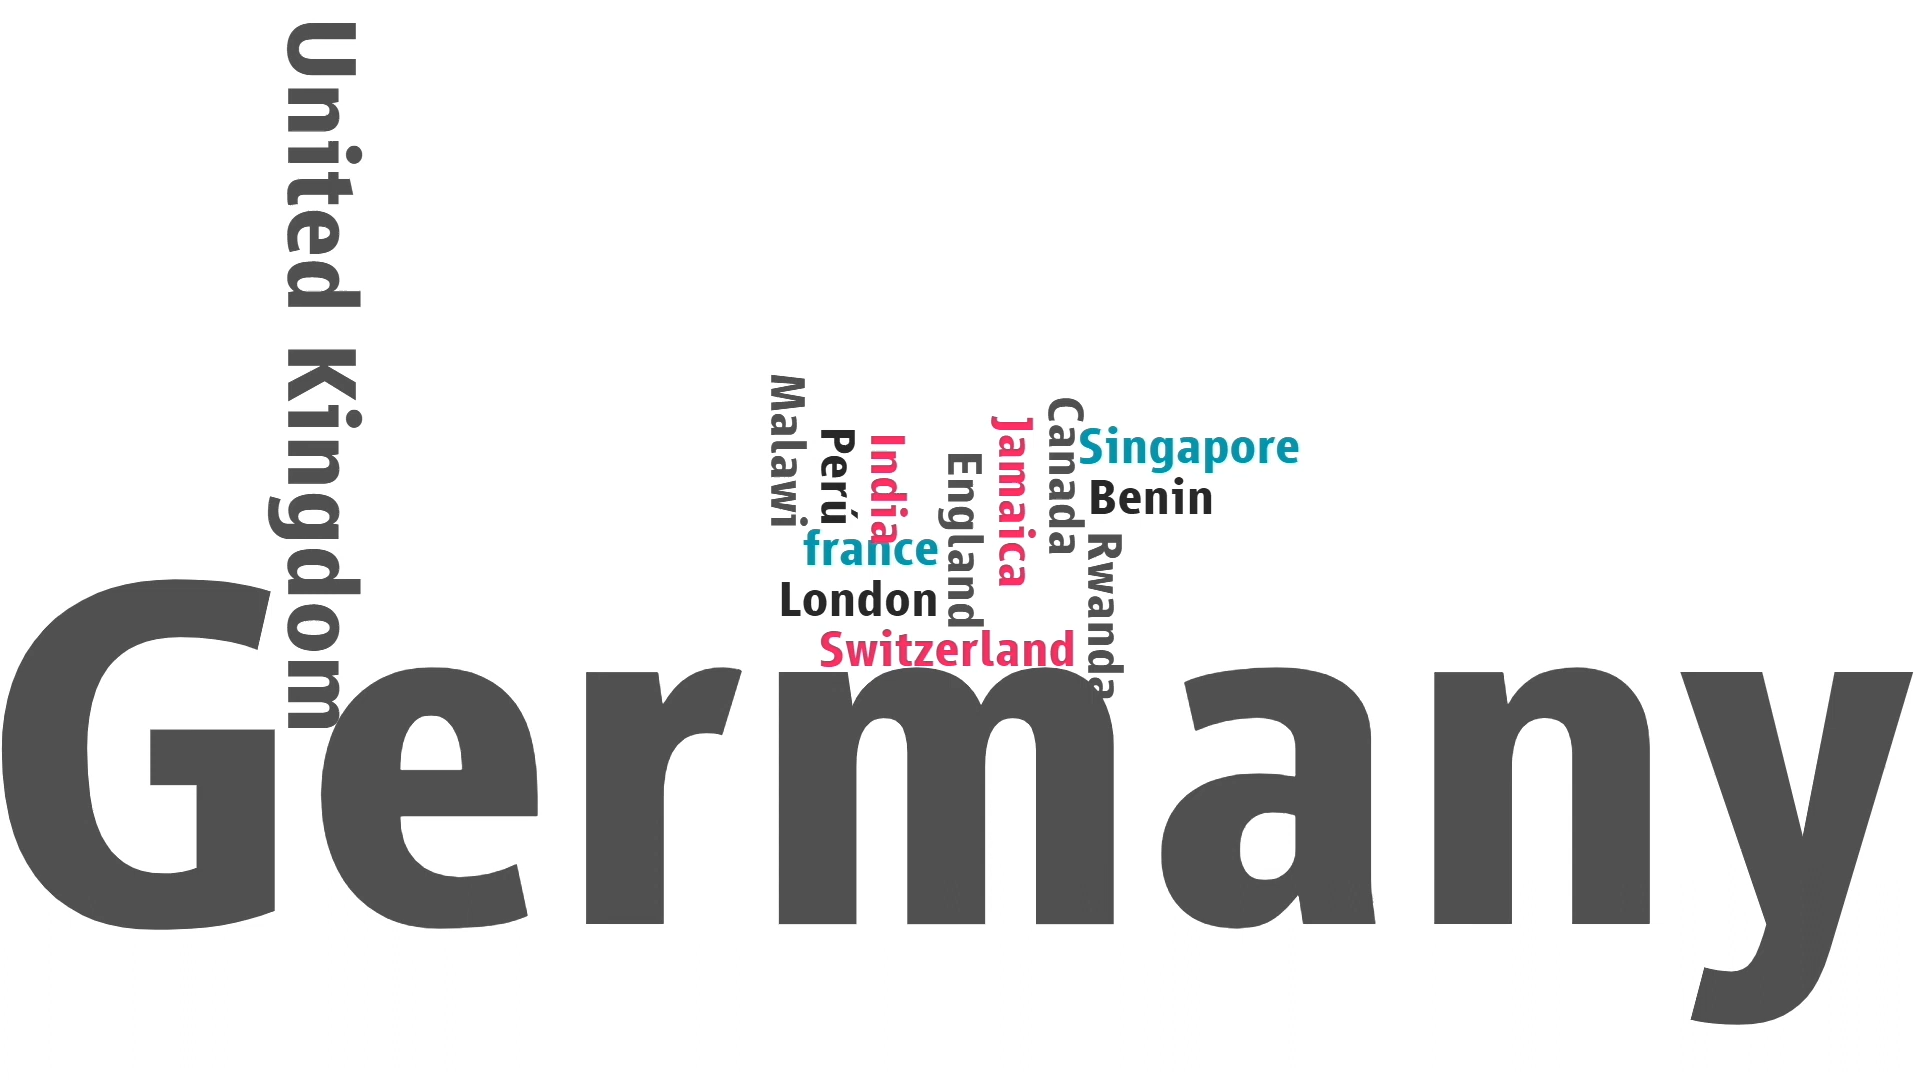 United Kingdom
Malawi
Perú
India
England
Jamaica
Canada
Singapore
Benin
Rwanda
france
London
Switzerland
Germany